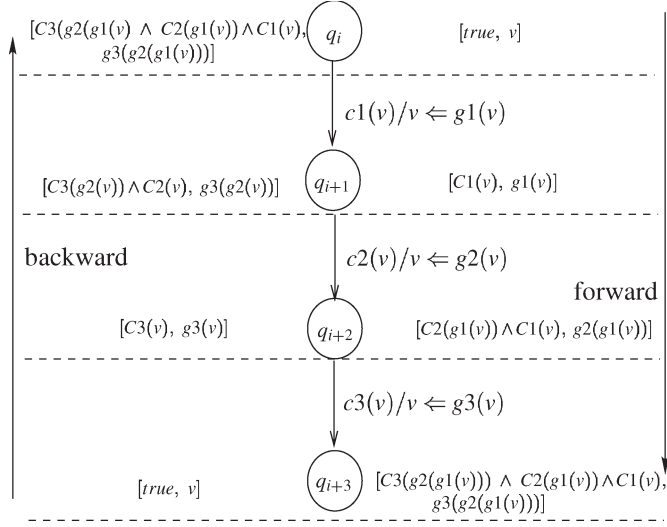 [C3(g2(g1(v) ∧ C2(g1(v))∧C1(v),
g3(g2(g1(v)))]
q_i
[true, v]
c1(v)/v ⇐ g1(v)
[C3(g2(v))∧C2(v), g3(g2(v))]
q_{i+1}
[C1(v), g1(v)]
backward
c2(v)/v ⇐ g2(v)
forward
[C3(v), g3(v)]
q_{i+2}
[C2(g1(v))∧C1(v), g2(g1(v))]
c3(v)/v ⇐ g3(v)
[true, v]
q_{i+3}
[C3(g2(g1(v))) ∧ C2(g1(v))∧C1(v),
g3(g2(g1(v)))]